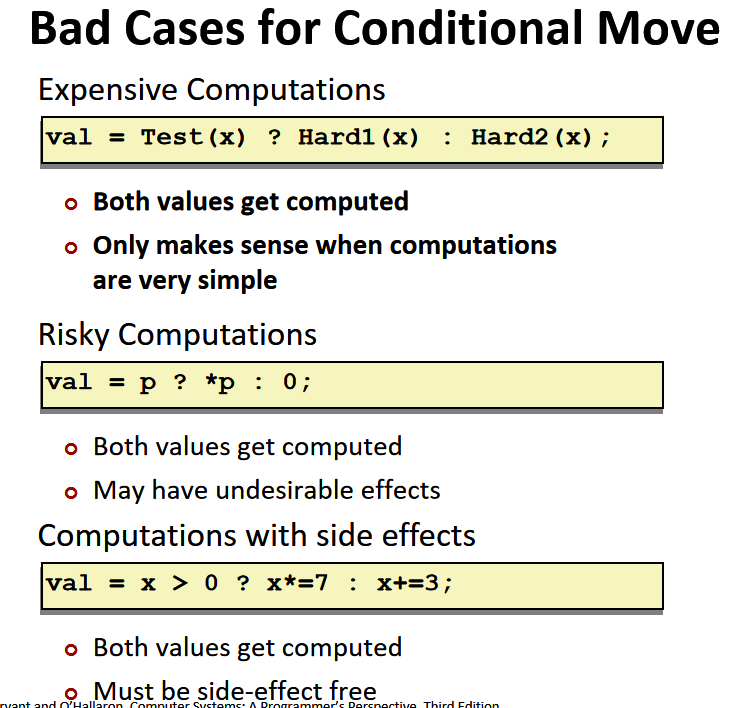 Bad Cases for Conditional Move
Expensive Computations
val = Test(x) ? Hard1(x) : Hard2(x);
Both values get computed
Only makes sense when computations
are very simple
Risky Computations
val = p ? *p : 0;
Both values get computed
May have undesirable effects
Computations with side effects
val = x > 0 ? x*=7 : x+=3;
Both values get computed
Must be side-effect free
ryant and O'Hallaron, Computer Systems: A Programmer's Perspective, Third Edition